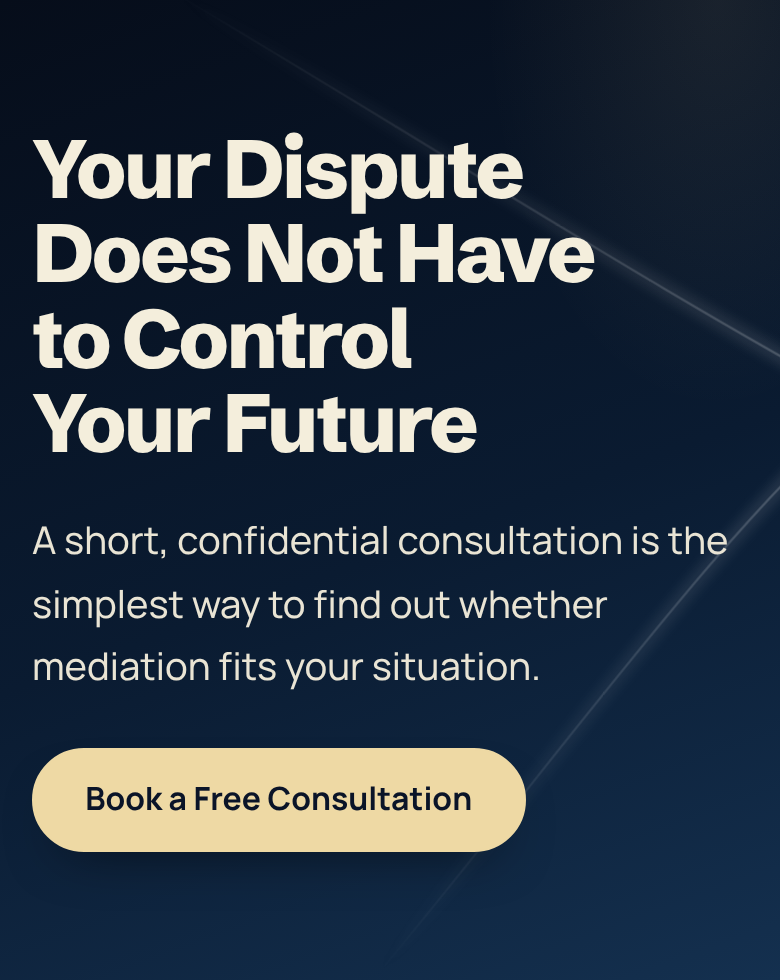 Your Dispute
Does Not Have
to Control
Your Future
A short, confidential consultation is the
simplest way to find out whether
mediation fits your situation.
Book a Free Consultation